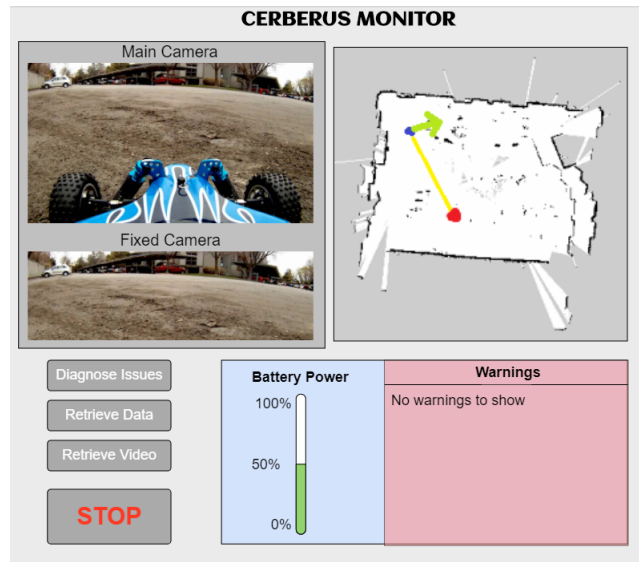 CERBERUS MONITOR
Main Camera
Fixed Camera
Diagnose Issues
Retrieve Data
Retrieve Video
STOP
Battery Power
100%
50%
0%
Warnings
No warnings to show